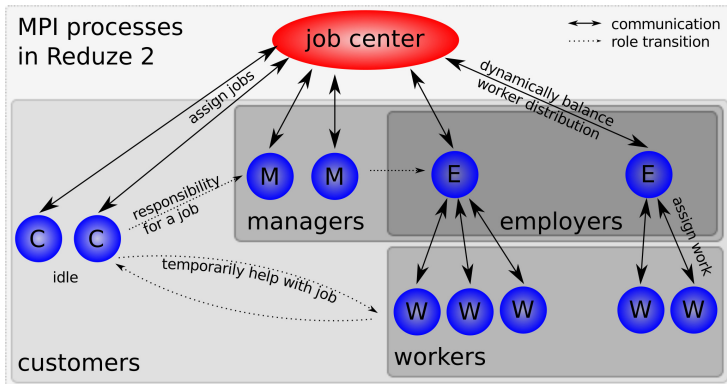 MPI processes
in Reduze 2
job center
communication
role transition
assign jobs
dynamically balance
worker distribution
M
M
E
E
responsibility
for a job
managers
employers
assign work
C
C
idle
temporarily help with job
W
W
W
W
W
workers
customers